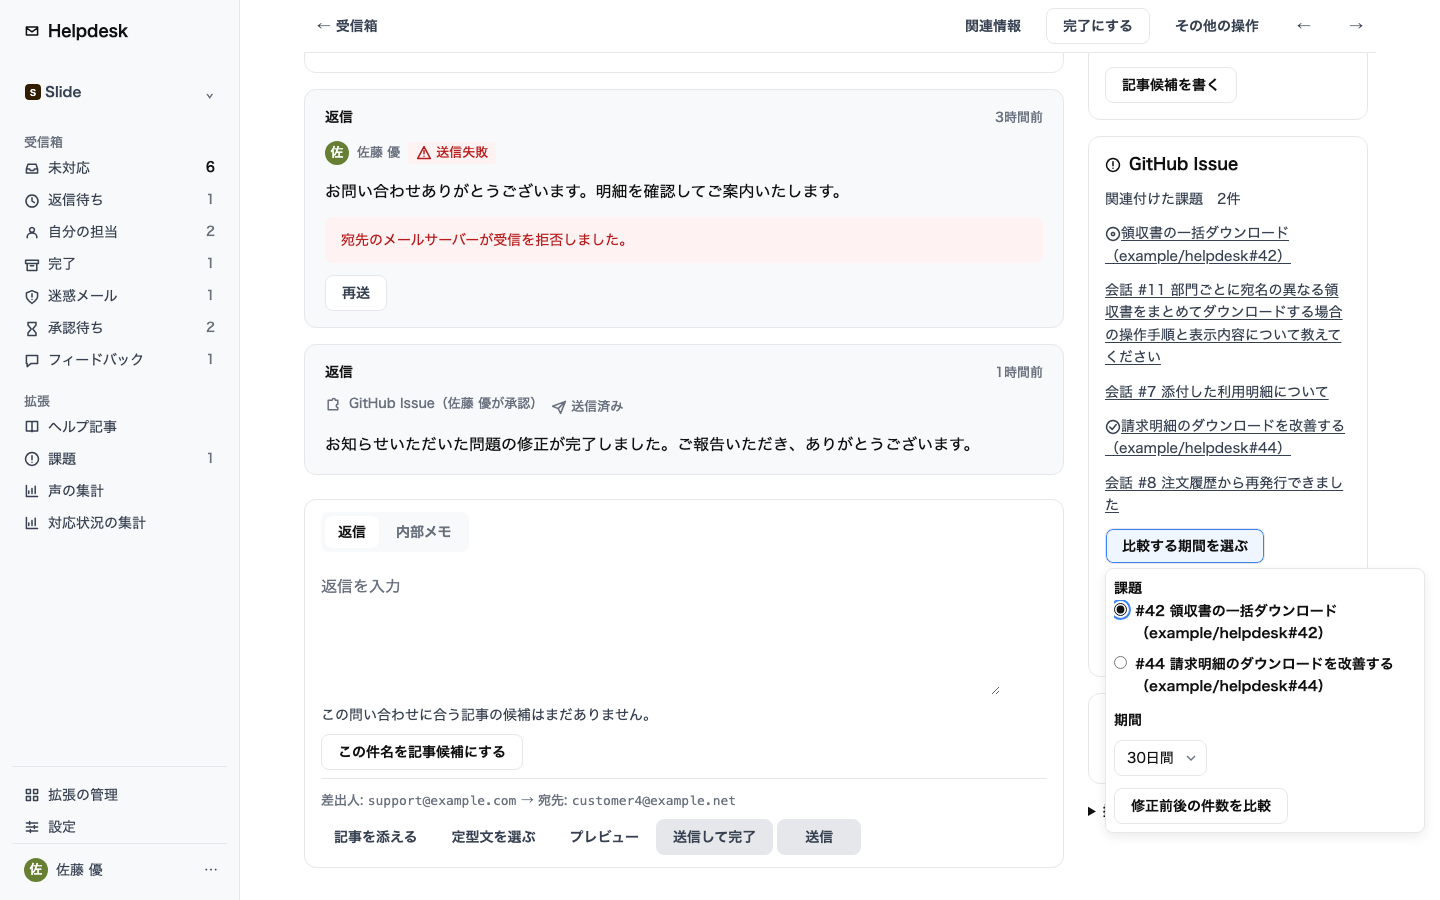 Helpdesk
S Slide
受信箱
未対応 6
返信待ち 1
自分の担当 2
完了 1
迷惑メール 1
承認待ち 2
フィードバック 1
拡張
ヘルプ記事
課題 1
声の集計
対応状況の集計
拡張の管理
設定
佐 佐藤 優 …
← 受信箱
関連情報 完了にする その他の操作 ← →
返信 3時間前
佐 佐藤 優 送信失敗
お問い合わせありがとうございます。明細を確認してご案内いたします。
宛先のメールサーバーが受信を拒否しました。
再送
返信 1時間前
GitHub Issue（佐藤 優が承認） 送信済み
お知らせいただいた問題の修正が完了しました。ご報告いただき、ありがとうございます。
返信 内部メモ
返信を入力
この問い合わせに合う記事の候補はまだありません。
この件名を記事候補にする
差出人: support@example.com → 宛先: customer4@example.net
記事を添える 定型文を選ぶ プレビュー 送信して完了 送信
記事候補を書く
GitHub Issue
関連付けた課題 2件
領収書の一括ダウンロード
（example/helpdesk#42）
会話 #11 部門ごとに宛名の異なる領
収書をまとめてダウンロードする場合
の操作手順と表示内容について教えて
ください
会話 #7 添付した利用明細について
請求明細のダウンロードを改善する
（example/helpdesk#44）
会話 #8 注文履歴から再発行できまし
た
比較する期間を選ぶ
課題
#42 領収書の一括ダウンロード
（example/helpdesk#42）
#44 請求明細のダウンロードを改善する
（example/helpdesk#44）
期間
30日間
修正前後の件数を比較